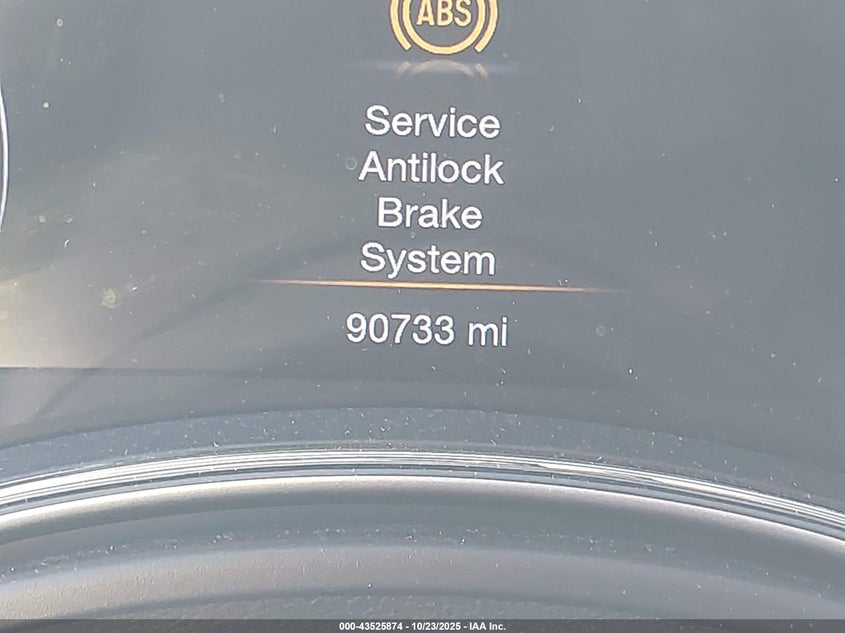 ABS
Service
Antilock
Brake
System
90733 mi
000-43525874 - 10/23/2025 - IAA Inc.